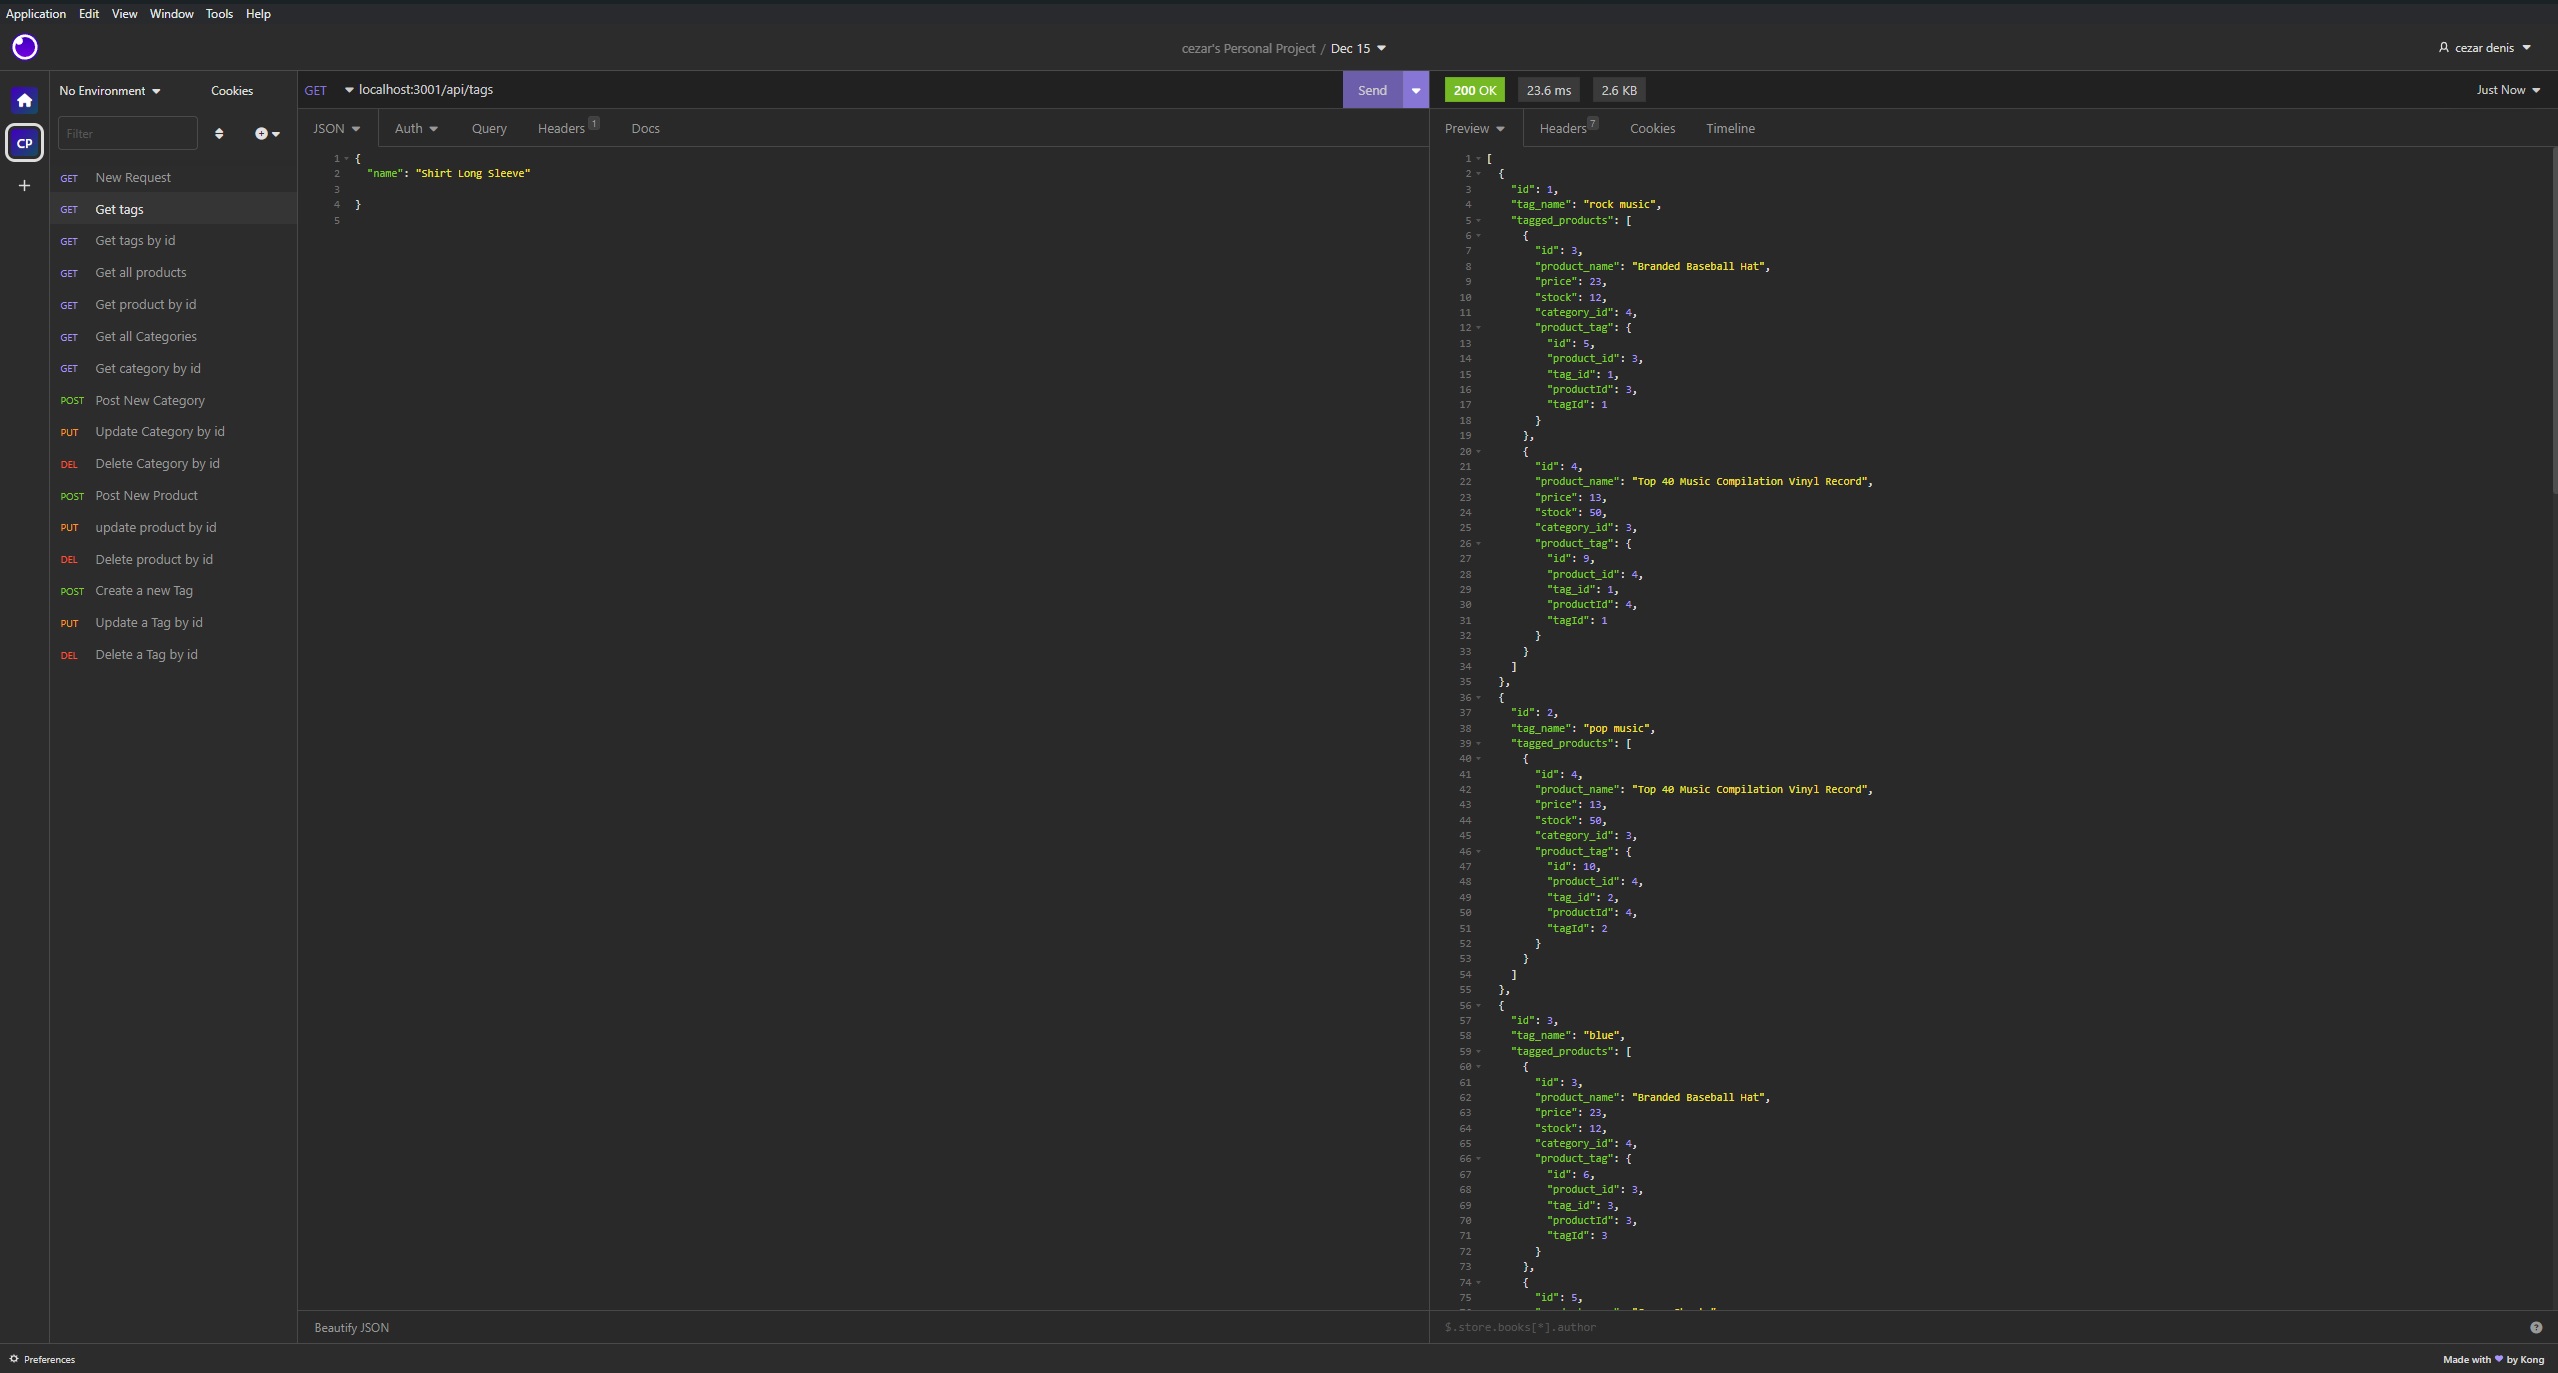 Application Edit View Window Tools Help
cezar's Personal Project / Dec 15
cezar denis
CP
No Environment
Cookies
Filter
GET New Request
GET Get tags
GET Get tags by id
GET Get all products
GET Get product by id
GET Get all Categories
GET Get category by id
POST Post New Category
PUT Update Category by id
DEL Delete Category by id
POST Post New Product
PUT update product by id
DEL Delete product by id
POST Create a new Tag
PUT Update a Tag by id
DEL Delete a Tag by id
GET localhost:3001/api/tags
Send
JSON Auth Query Headers 1 Docs
1 {
2 "name": "Shirt Long Sleeve"
3
4 }
5
Beautify JSON
200 OK 23.6 ms 2.6 KB
Just Now
Preview Headers 7 Cookies Timeline
1 [
2 {
3 "id": 1,
4 "tag_name": "rock music",
5 "tagged_products": [
6 {
7 "id": 3,
8 "product_name": "Branded Baseball Hat",
9 "price": 23,
10 "stock": 12,
11 "category_id": 4,
12 "product_tag": {
13 "id": 5,
14 "product_id": 3,
15 "tag_id": 1,
16 "productId": 3,
17 "tagId": 1
18 }
19 },
20 {
21 "id": 4,
22 "product_name": "Top 40 Music Compilation Vinyl Record",
23 "price": 13,
24 "stock": 50,
25 "category_id": 3,
26 "product_tag": {
27 "id": 9,
28 "product_id": 4,
29 "tag_id": 1,
30 "productId": 4,
31 "tagId": 1
32 }
33 }
34 ]
35 },
36 {
37 "id": 2,
38 "tag_name": "pop music",
39 "tagged_products": [
40 {
41 "id": 4,
42 "product_name": "Top 40 Music Compilation Vinyl Record",
43 "price": 13,
44 "stock": 50,
45 "category_id": 3,
46 "product_tag": {
47 "id": 10,
48 "product_id": 4,
49 "tag_id": 2,
50 "productId": 4,
51 "tagId": 2
52 }
53 }
54 ]
55 },
56 {
57 "id": 3,
58 "tag_name": "blue",
59 "tagged_products": [
60 {
61 "id": 3,
62 "product_name": "Branded Baseball Hat",
63 "price": 23,
64 "stock": 12,
65 "category_id": 4,
66 "product_tag": {
67 "id": 6,
68 "product_id": 3,
69 "tag_id": 3,
70 "productId": 3,
71 "tagId": 3
72 }
73 },
74 {
75 "id": 5,
$.store.books[*].author
Preferences
Made with ♥ by Kong